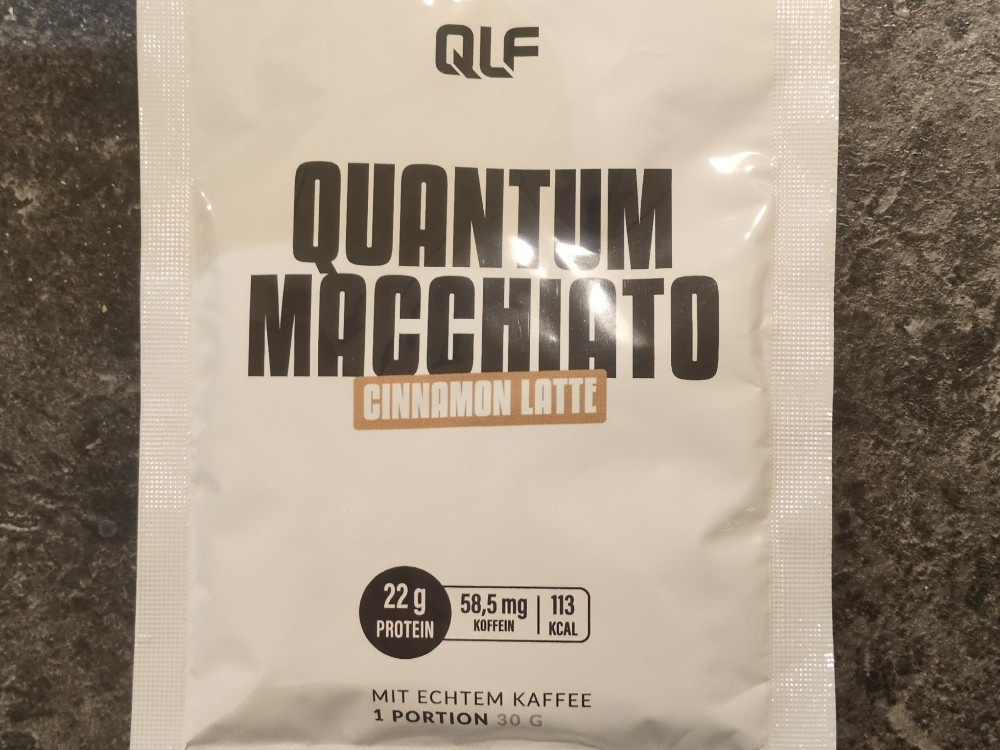 QLF
QUANTUM
MACCHIATO
CINNAMON LATTE
22 g
PROTEIN
58,5 mg
KOFFEIN
113
KCAL
MIT ECHTEM KAFFEE
1 PORTION 30 G